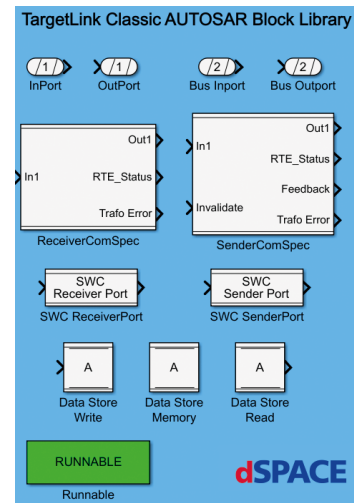 TargetLink Classic AUTOSAR Block Library
/1/ /1/ /2/ /2/
InPort OutPort Bus Inport Bus Outport
In1
Out1
RTE_Status
Trafo Error
ReceiverComSpec
In1
Invalidate
Out1
RTE_Status
Feedback
Trafo Error
SenderComSpec
SWC
Receiver Port
SWC ReceiverPort
SWC
Sender Port
SWC SenderPort
A A A
Data Store
Write
Data Store
Memory
Data Store
Read
RUNNABLE
Runnable
dSPACE